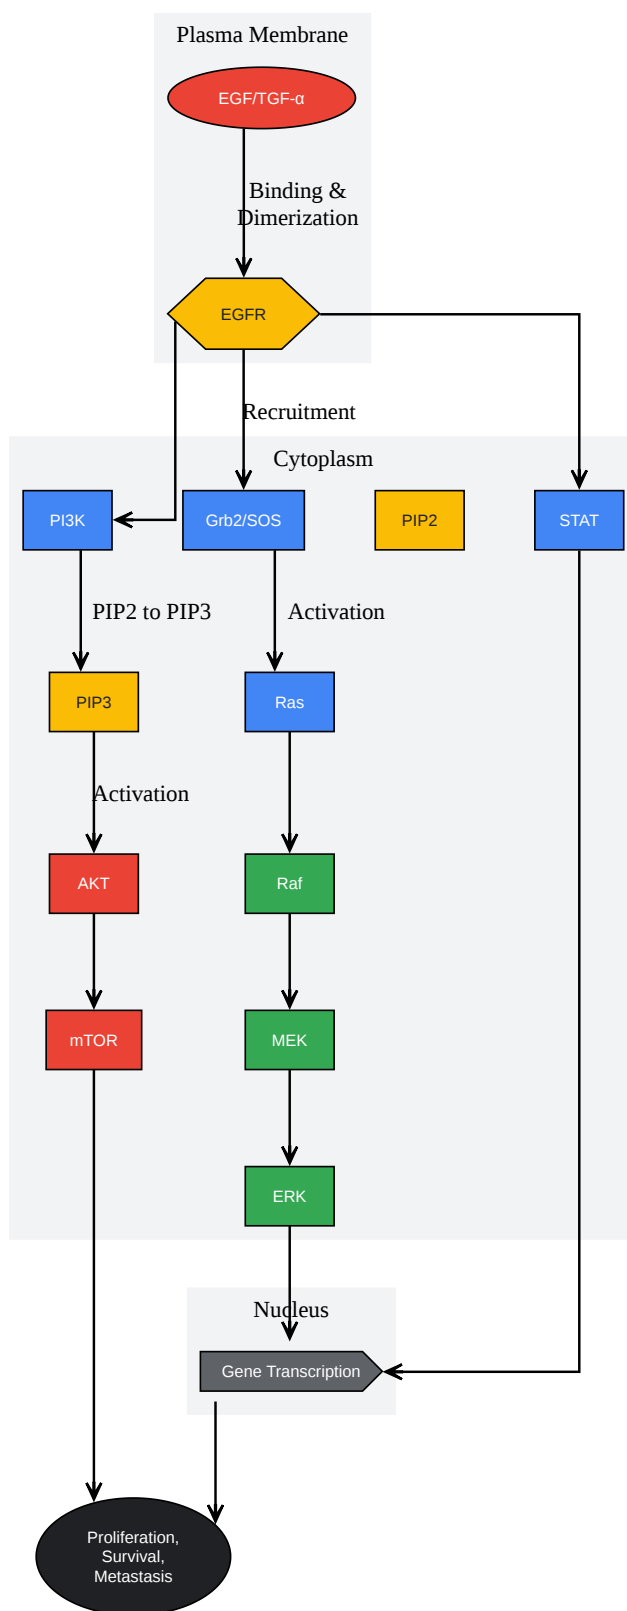 Plasma Membrane
EGF/TGF-α
Binding &
Dimerization
EGFR
Recruitment
Cytoplasm
PI3K
Grb2/SOS
PIP2
STAT
PIP2 to PIP3
Activation
PIP3
Ras
Activation
AKT
Raf
mTOR
MEK
ERK
Nucleus
Gene Transcription
Proliferation,
Survival,
Metastasis